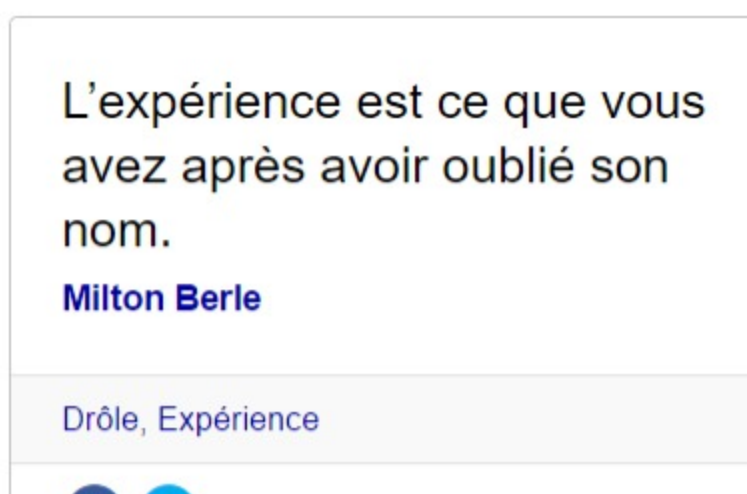 L’expérience est ce que vous
avez après avoir oublié son
nom.
Milton Berle
Drôle, Expérience